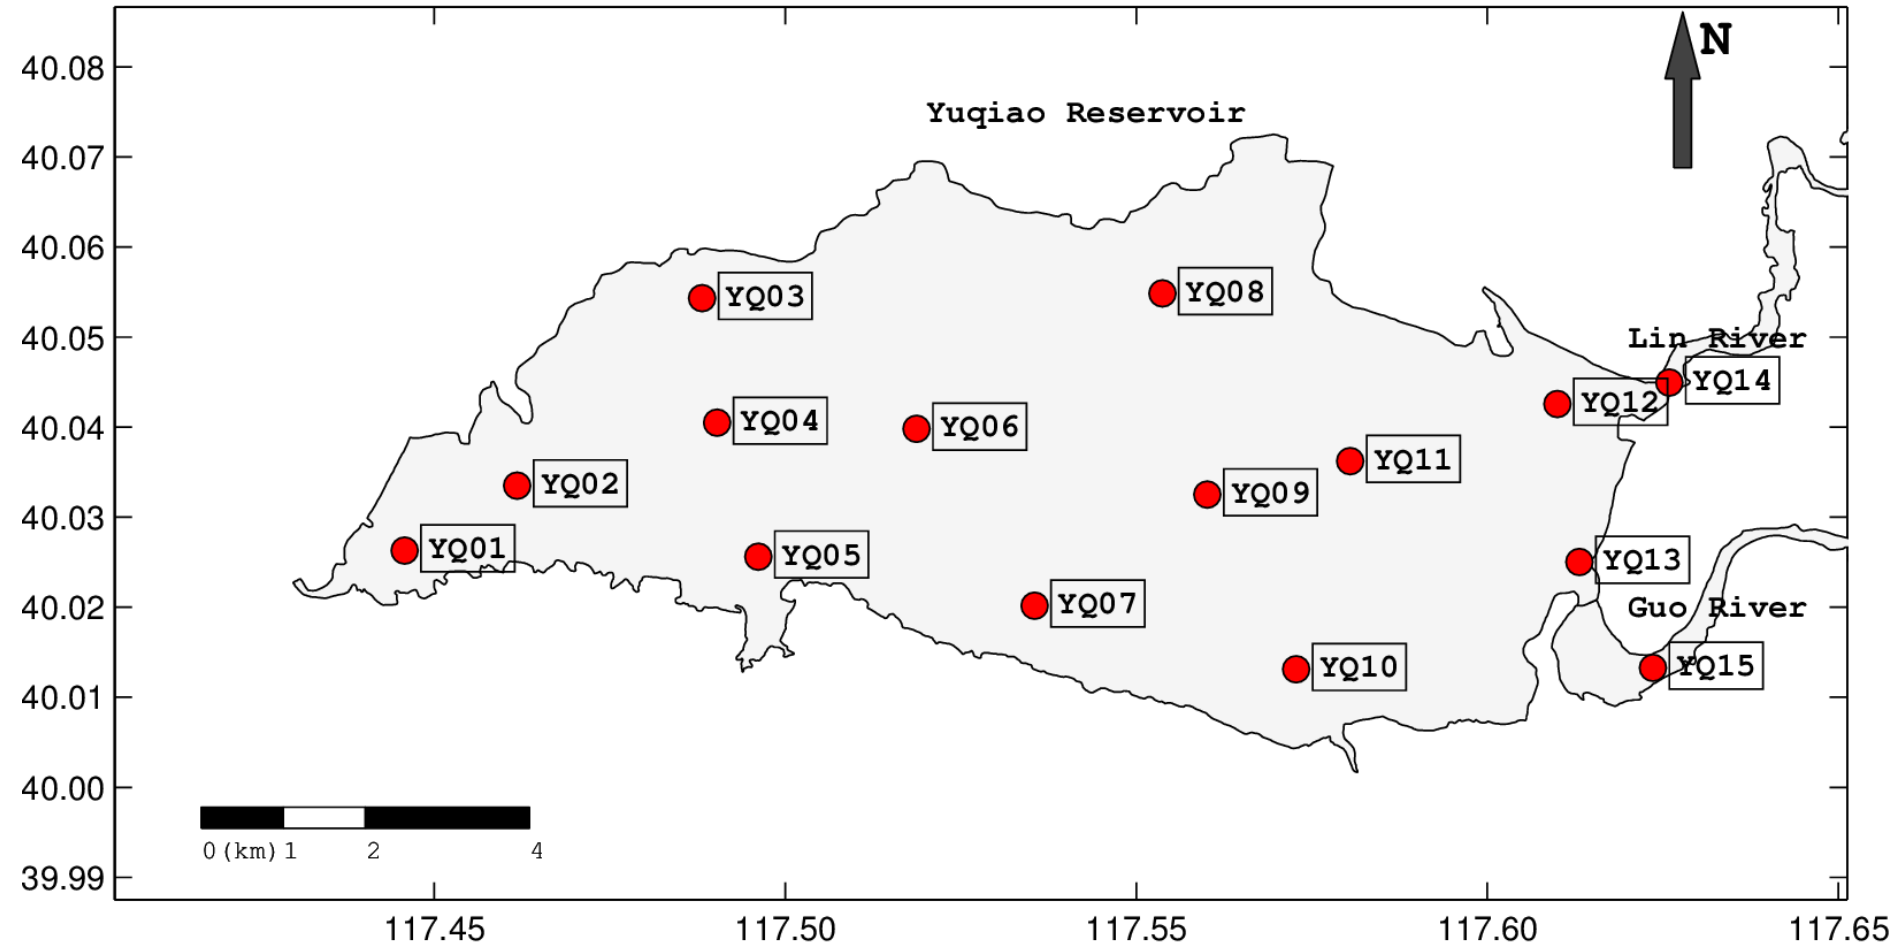 N
40.08
Yuqiao Reservoir
40.07
40.06
YQ03
YQ08
40.05
Lin River
YQ14
YQ12
40.04
YQ04
YQ06
YQ11
YQ02
YQ09
40.03
YQ01
YQ05
YQ13
40.02
YQ07
Guo River
YQ10
YQ15
40.01
40.00
0 (km) 1 2 4
39.99
117.45 117.50 117.55 117.60 117.65